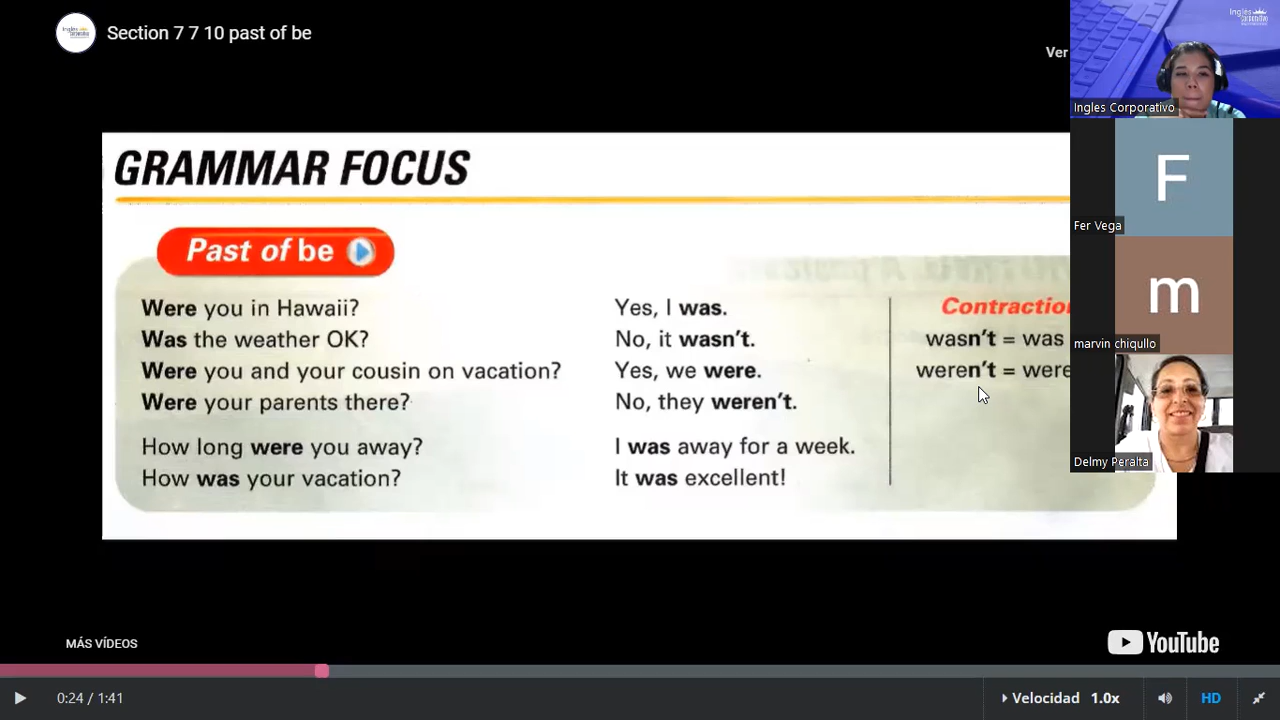 Section 7 7 10 past of be
Ver
GRAMMAR FOCUS
Past of be
Were you in Hawaii?
Was the weather OK?
Were you and your cousin on vacation?
Were your parents there?
How long were you away?
How was your vacation?
Yes, I was.
No, it wasn't.
Yes, we were.
No, they weren't.
I was away for a week.
It was excellent!
Contraction
wasn't = was
weren't = were
Ingles Corporativo
F
Fer Vega
m
marvin chiqullo
Delmy Peralta
MÁS VÍDEOS
YouTube
0:24 / 1:41
Velocidad 1.0x
HD